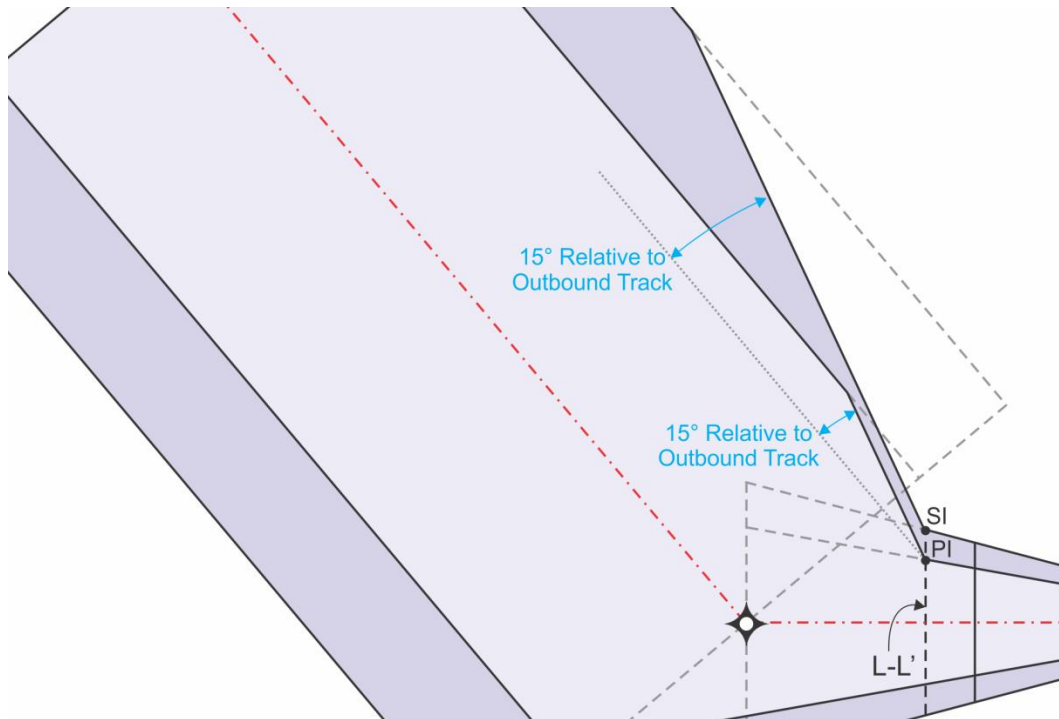 15° Relative to
Outbound Track
15° Relative to
Outbound Track
SI
PI
L-L’